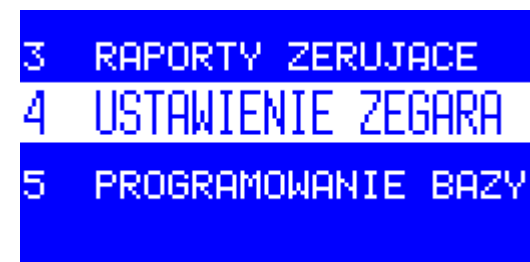 3 RAPORTY ZERUJACE
4 USTAWIENIE ZEGARA
5 PROGRAMOWANIE BAZY